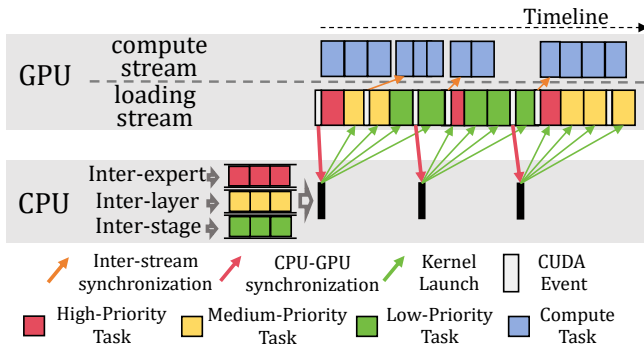 Timeline
GPU
compute
stream
loading
stream
CPU
Inter-expert
Inter-layer
Inter-stage
Inter-stream
synchronization
CPU-GPU
synchronization
Kernel
Launch
CUDA
Event
High-Priority
Task
Medium-Priority
Task
Low-Priority
Task
Compute
Task